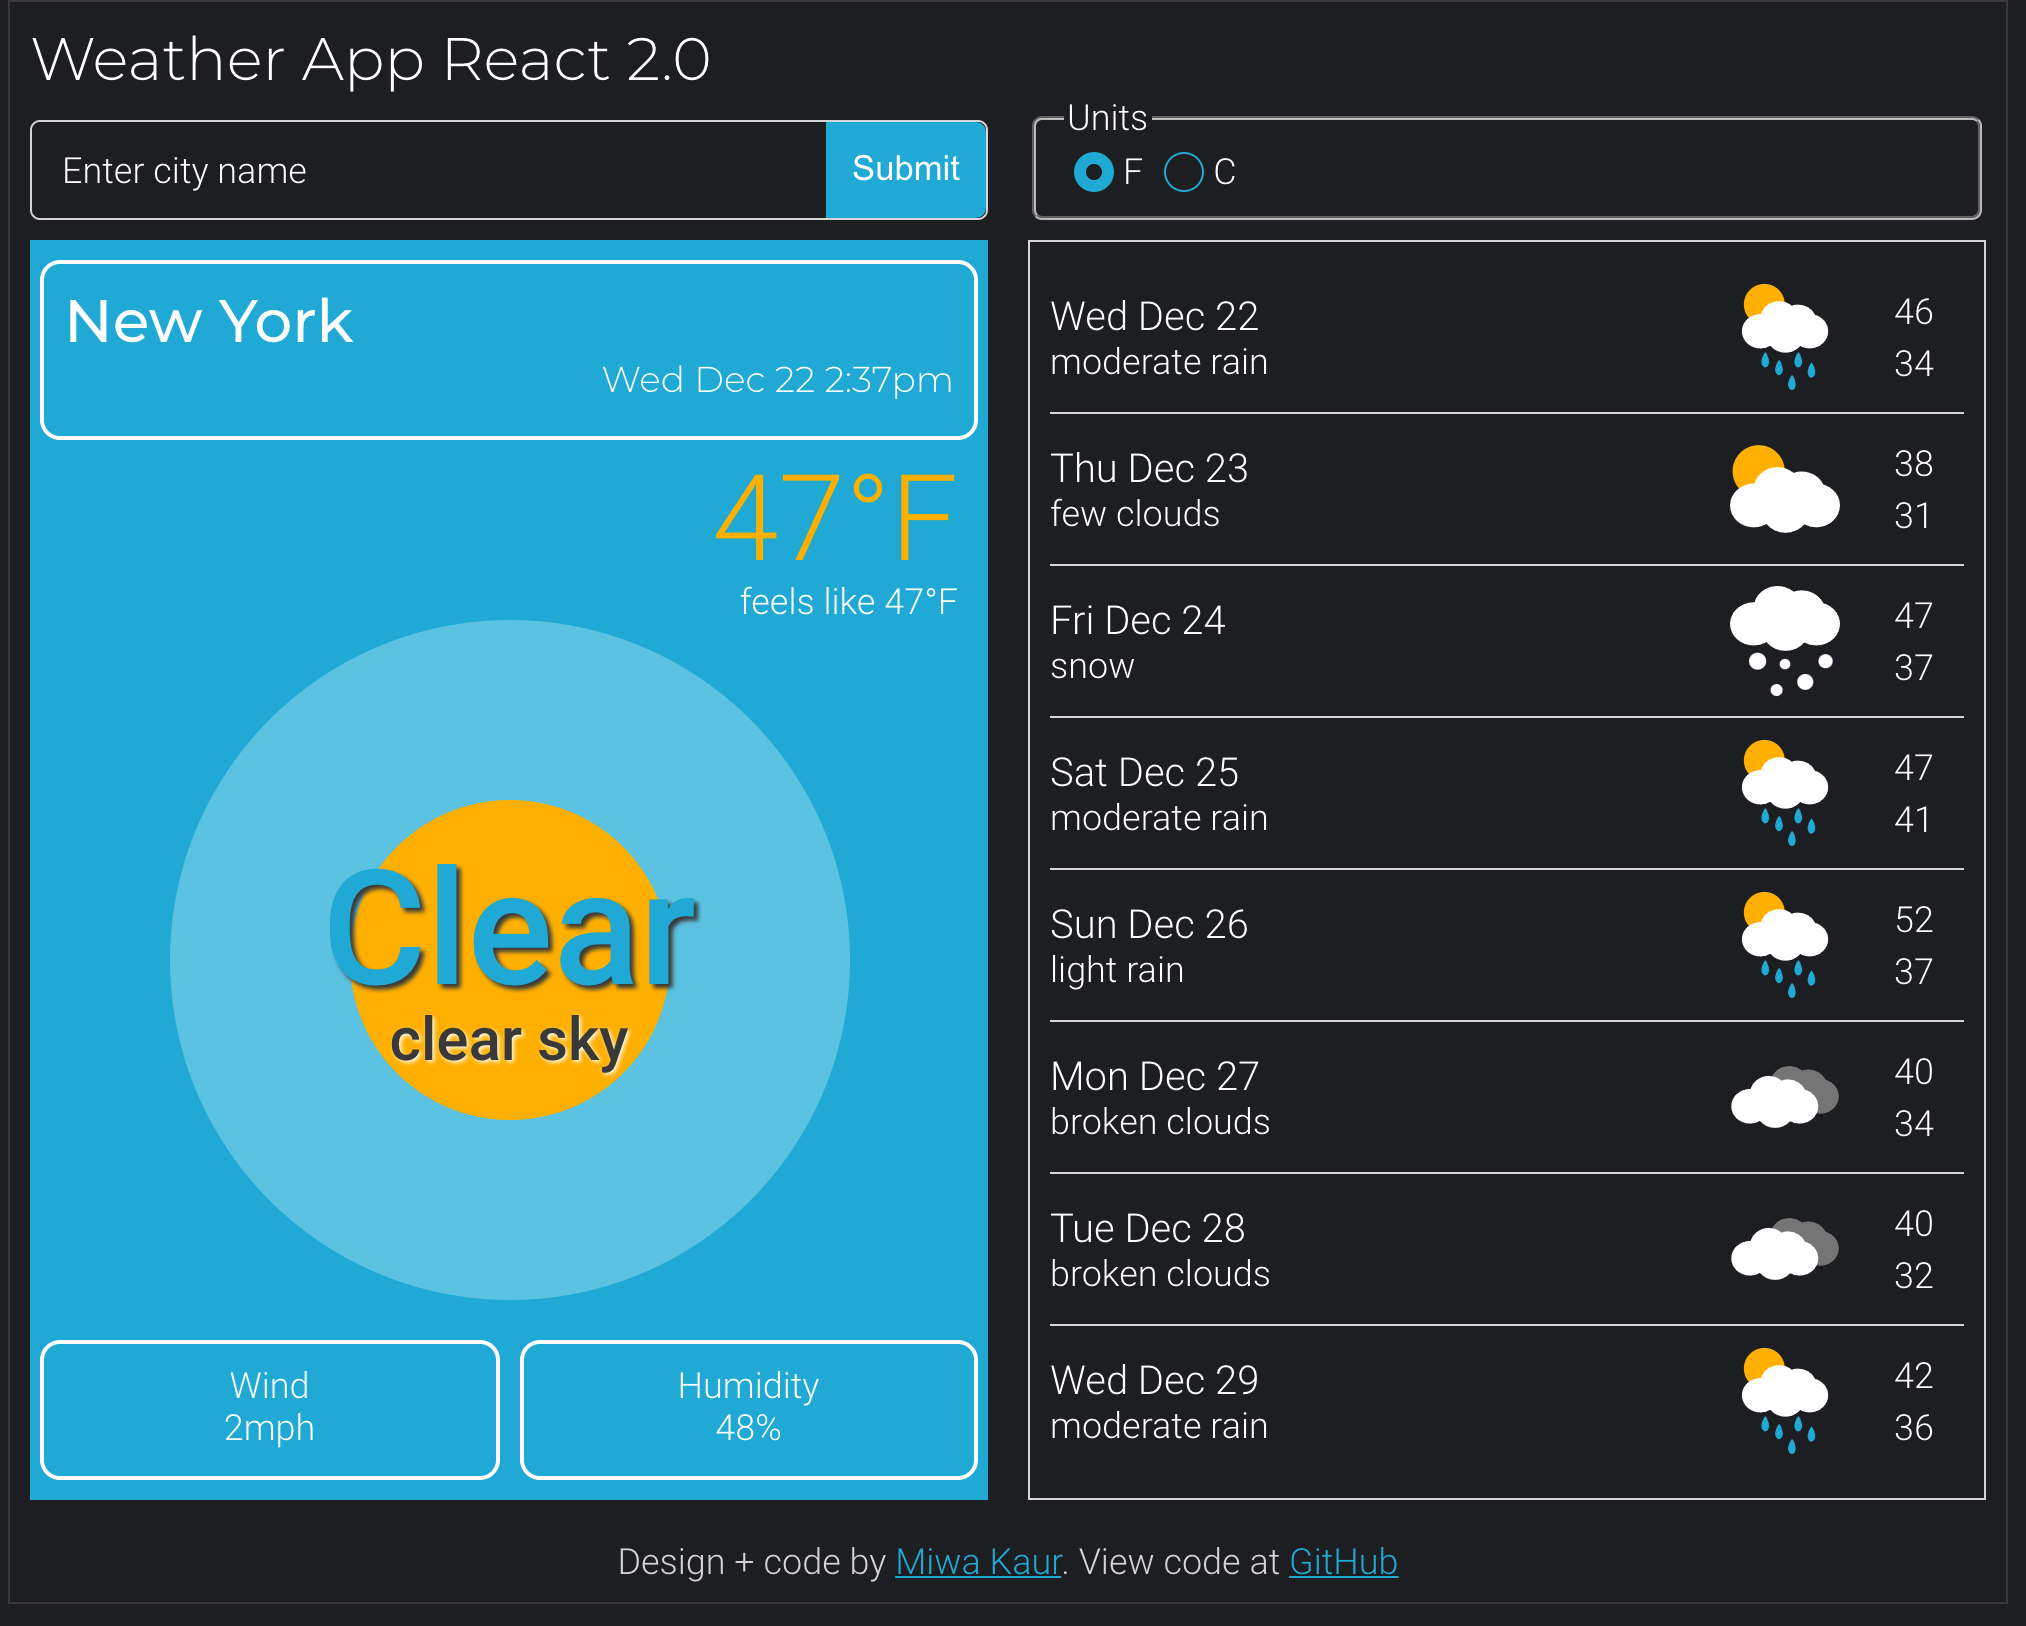 Weather App React 2.0
Enter city name
Submit
Units
F
C
New York
Wed Dec 22 2:37pm
47°F
feels like 47°F
Clear
clear sky
Wind
2mph
Humidity
48%
Wed Dec 22
moderate rain
46
34
Thu Dec 23
few clouds
38
31
Fri Dec 24
snow
47
37
Sat Dec 25
moderate rain
47
41
Sun Dec 26
light rain
52
37
Mon Dec 27
broken clouds
40
34
Tue Dec 28
broken clouds
40
32
Wed Dec 29
moderate rain
42
36
Design + code by Miwa Kaur. View code at GitHub